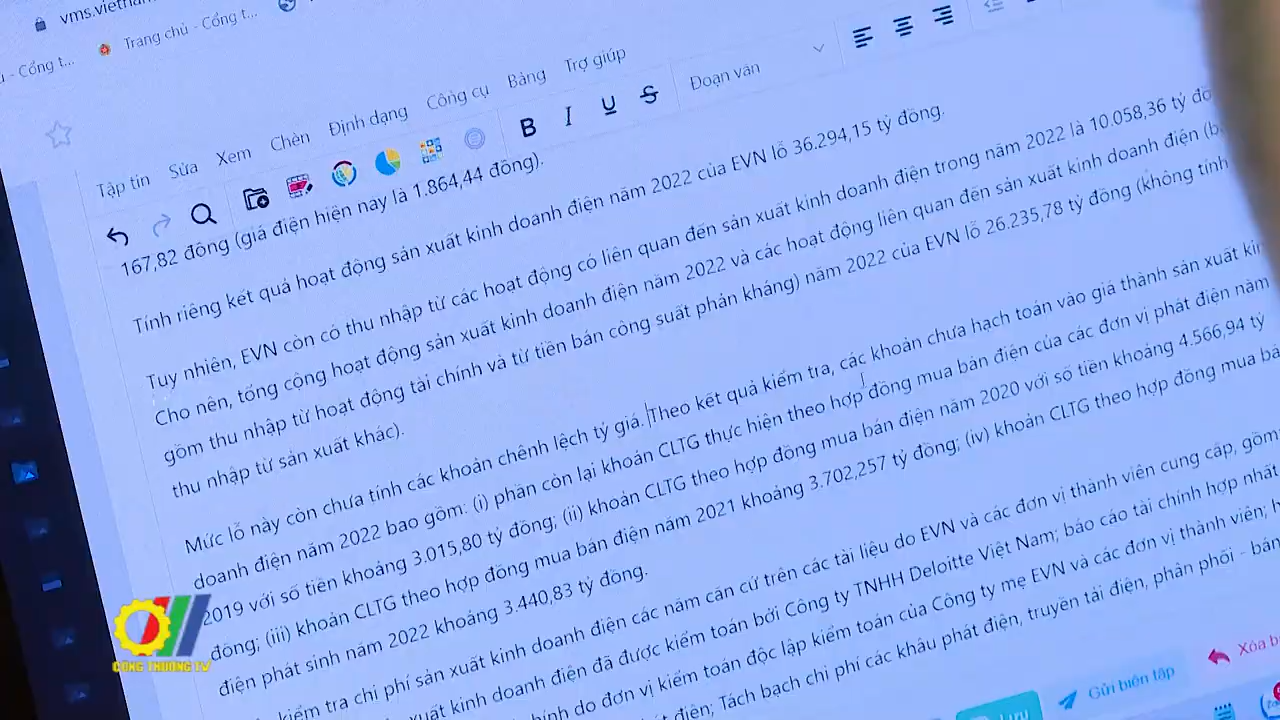 vms.vietnam
- Cổng t...
Trang chủ - Cổng t...
Tập tin Sửa Xem Chèn Định dạng Công cụ Bảng Trợ giúp
B I U S Đoạn văn
167,82 đồng (giá điện hiện nay là 1.864,44 đồng).
Tính riêng kết quả hoạt động sản xuất kinh doanh điện năm 2022 của EVN lỗ 36.294,15 tỷ đồng.
Tuy nhiên, EVN còn có thu nhập từ các hoạt động có liên quan đến sản xuất kinh doanh điện trong năm 2022 là 10.058,36 tỷ
Cho nên, tổng cộng hoạt động sản xuất kinh doanh điện năm 2022 và các hoạt động liên quan đến sản xuất kinh doanh điện
gồm thu nhập từ hoạt động tài chính và từ tiền bán công suất phản kháng) năm 2022 của EVN lỗ 26.235,78 tỷ đồng (không tính
thu nhập từ sản xuất khác).
Mức lỗ này còn chưa tính các khoản chênh lệch tỷ giá. Theo kết quả kiểm tra, các khoản chưa hạch toán vào giá thành sản xuất
doanh điện năm 2022 bao gồm: (i) phần còn lại khoản CLTG thực hiện theo hợp đồng mua bán điện của các đơn vị phát điện năm
2019 với số tiền khoảng 3.015,80 tỷ đồng; (ii) khoản CLTG theo hợp đồng mua bán điện năm 2020 với số tiền khoảng 4.566,94 tỷ
đồng; (iii) khoản CLTG theo hợp đồng mua bán điện năm 2021 khoảng 3.702,257 tỷ đồng; (iv) khoản CLTG theo hợp đồng mua
điện phát sinh năm 2022 khoảng 3.440,83 tỷ đồng.
kiểm tra chi phí sản xuất kinh doanh điện các năm căn cứ trên các tài liệu do EVN và các đơn vị thành viên cung cấp, gồm
xuất kinh doanh điện đã được kiểm toán bởi Công ty TNHH Deloitte Việt Nam; báo cáo tài chính hợp nhất
chính do đơn vị kiểm toán độc lập kiểm toán của Công ty mẹ EVN và các đơn vị thành viên;
điện; Tách bạch chi phí các khâu phát điện, truyền tải điện, phân phối - bán
Lưu Gửi biên tập Xóa
CÔNG THƯƠNG TV